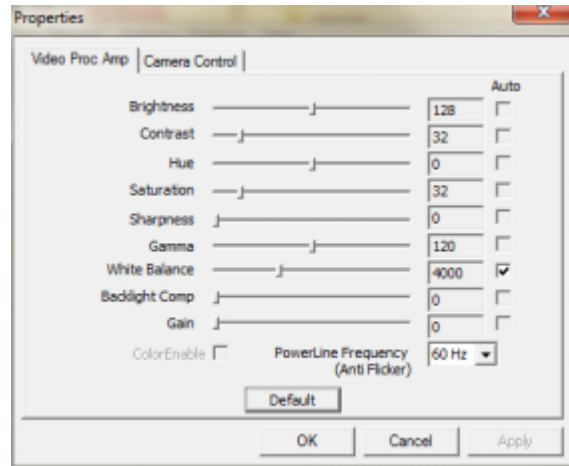 Properties
Video Proc Amp Camera Control
Auto
Brightness 128
Contrast 32
Hue 0
Saturation 32
Sharpness 0
Gamma 120
White Balance 4000
Backlight Comp 0
Gain 0
ColorEnable PowerLine Frequency 60 Hz
(Anti Flicker)
Default
OK Cancel Apply